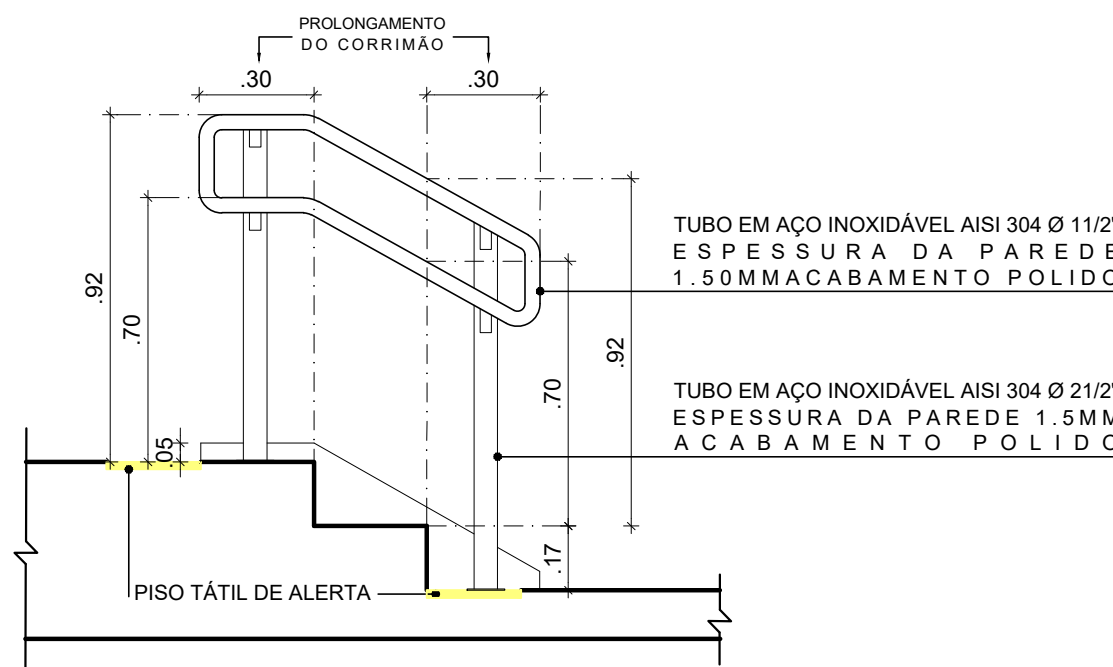 PROLONGAMENTO
DO CORRIMÃO
.30
.30
.92
.70
.05
TUBO EM AÇO INOXIDÁVEL AISI 304 Ø 11/2"
ESPESSURA DA PAREDE
1.50MMACABAMENTO POLIDO
.92
.70
TUBO EM AÇO INOXIDÁVEL AISI 304 Ø 21/2"
ESPESSURA DA PAREDE 1.5MM
ACABAMENTO POLIDO
.17
PISO TÁTIL DE ALERTA